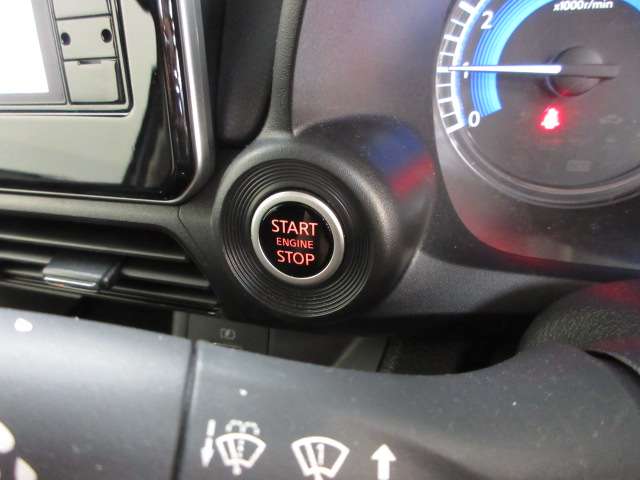 2
x1000r/min
1
0
START
ENGINE
STOP